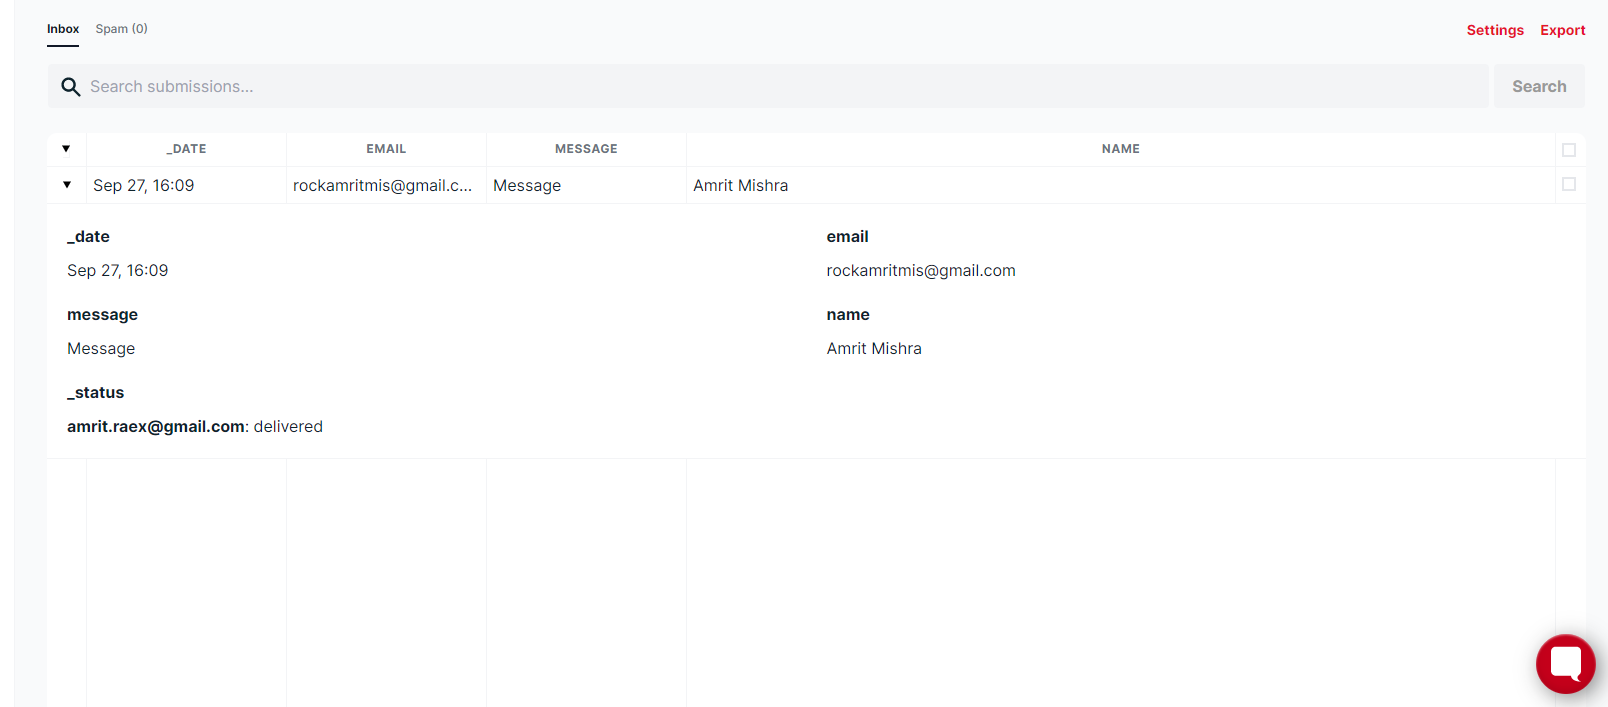 Inbox Spam (0) Settings Export
Search submissions... Search
_DATE EMAIL MESSAGE NAME
Sep 27, 16:09 rockamritmis@gmail.c... Message Amrit Mishra
_date email
Sep 27, 16:09 rockamritmis@gmail.com
message name
Message Amrit Mishra
_status
amrit.raex@gmail.com: delivered